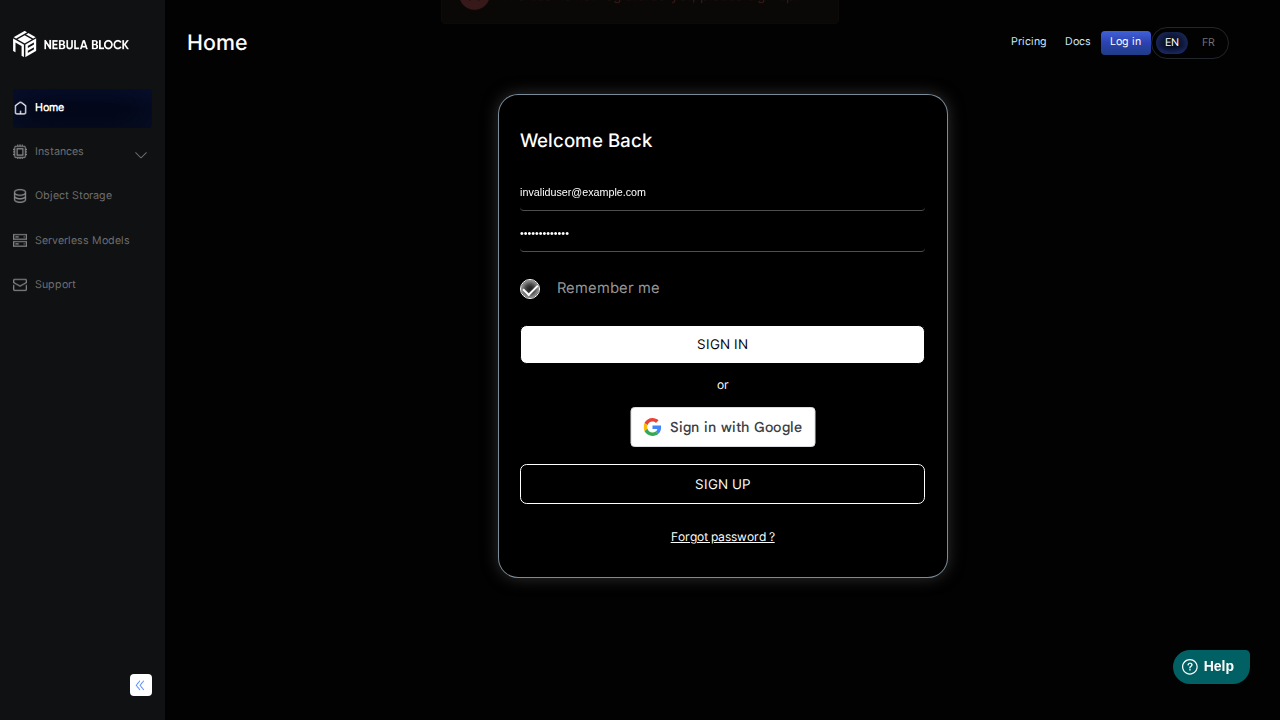 NEBULA BLOCK
Home
Pricing
Docs
Log in
EN
FR
Home
Instances
Object Storage
Serverless Models
Support
Welcome Back
invaliduser@example.com
•••••••••••••
Remember me
SIGN IN
or
Sign in with Google
SIGN UP
Forgot password ?
Help